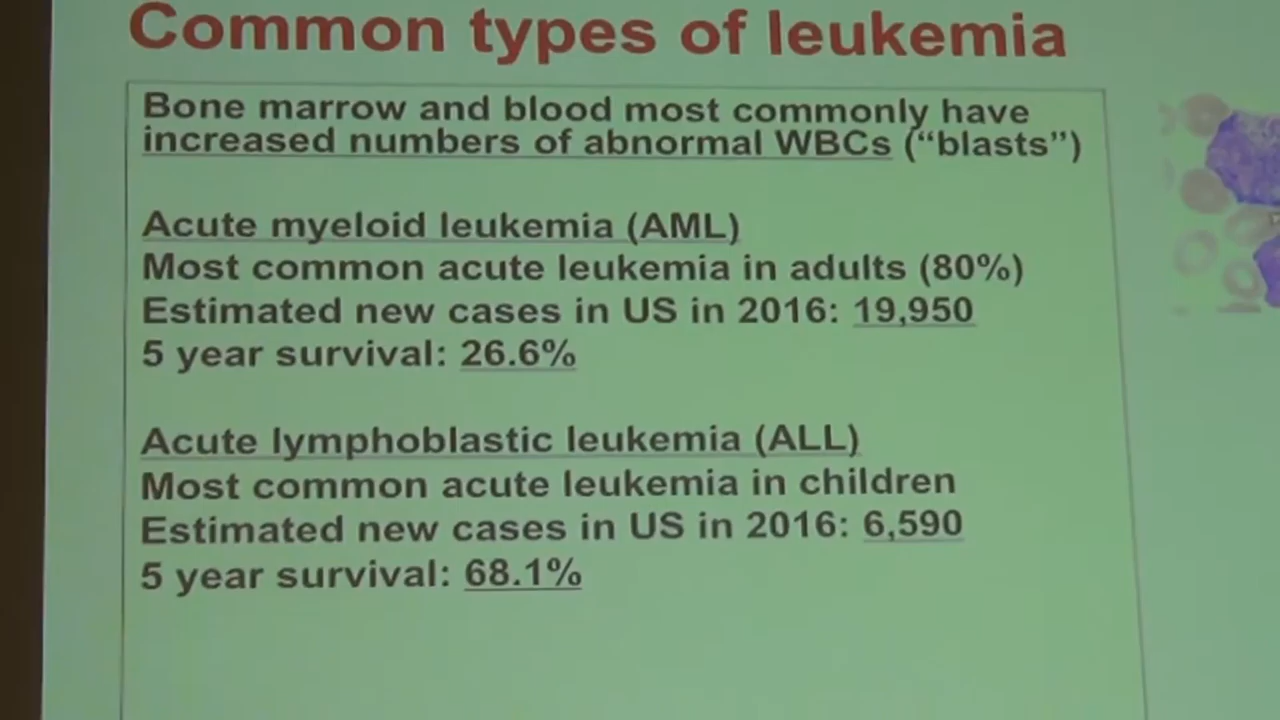 Common types of leukemia
Bone marrow and blood most commonly have
increased numbers of abnormal WBCs (“blasts”)
Acute myeloid leukemia (AML)
Most common acute leukemia in adults (80%)
Estimated new cases in US in 2016: 19,950
5 year survival: 26.6%
Acute lymphoblastic leukemia (ALL)
Most common acute leukemia in children
Estimated new cases in US in 2016: 6,590
5 year survival: 68.1%